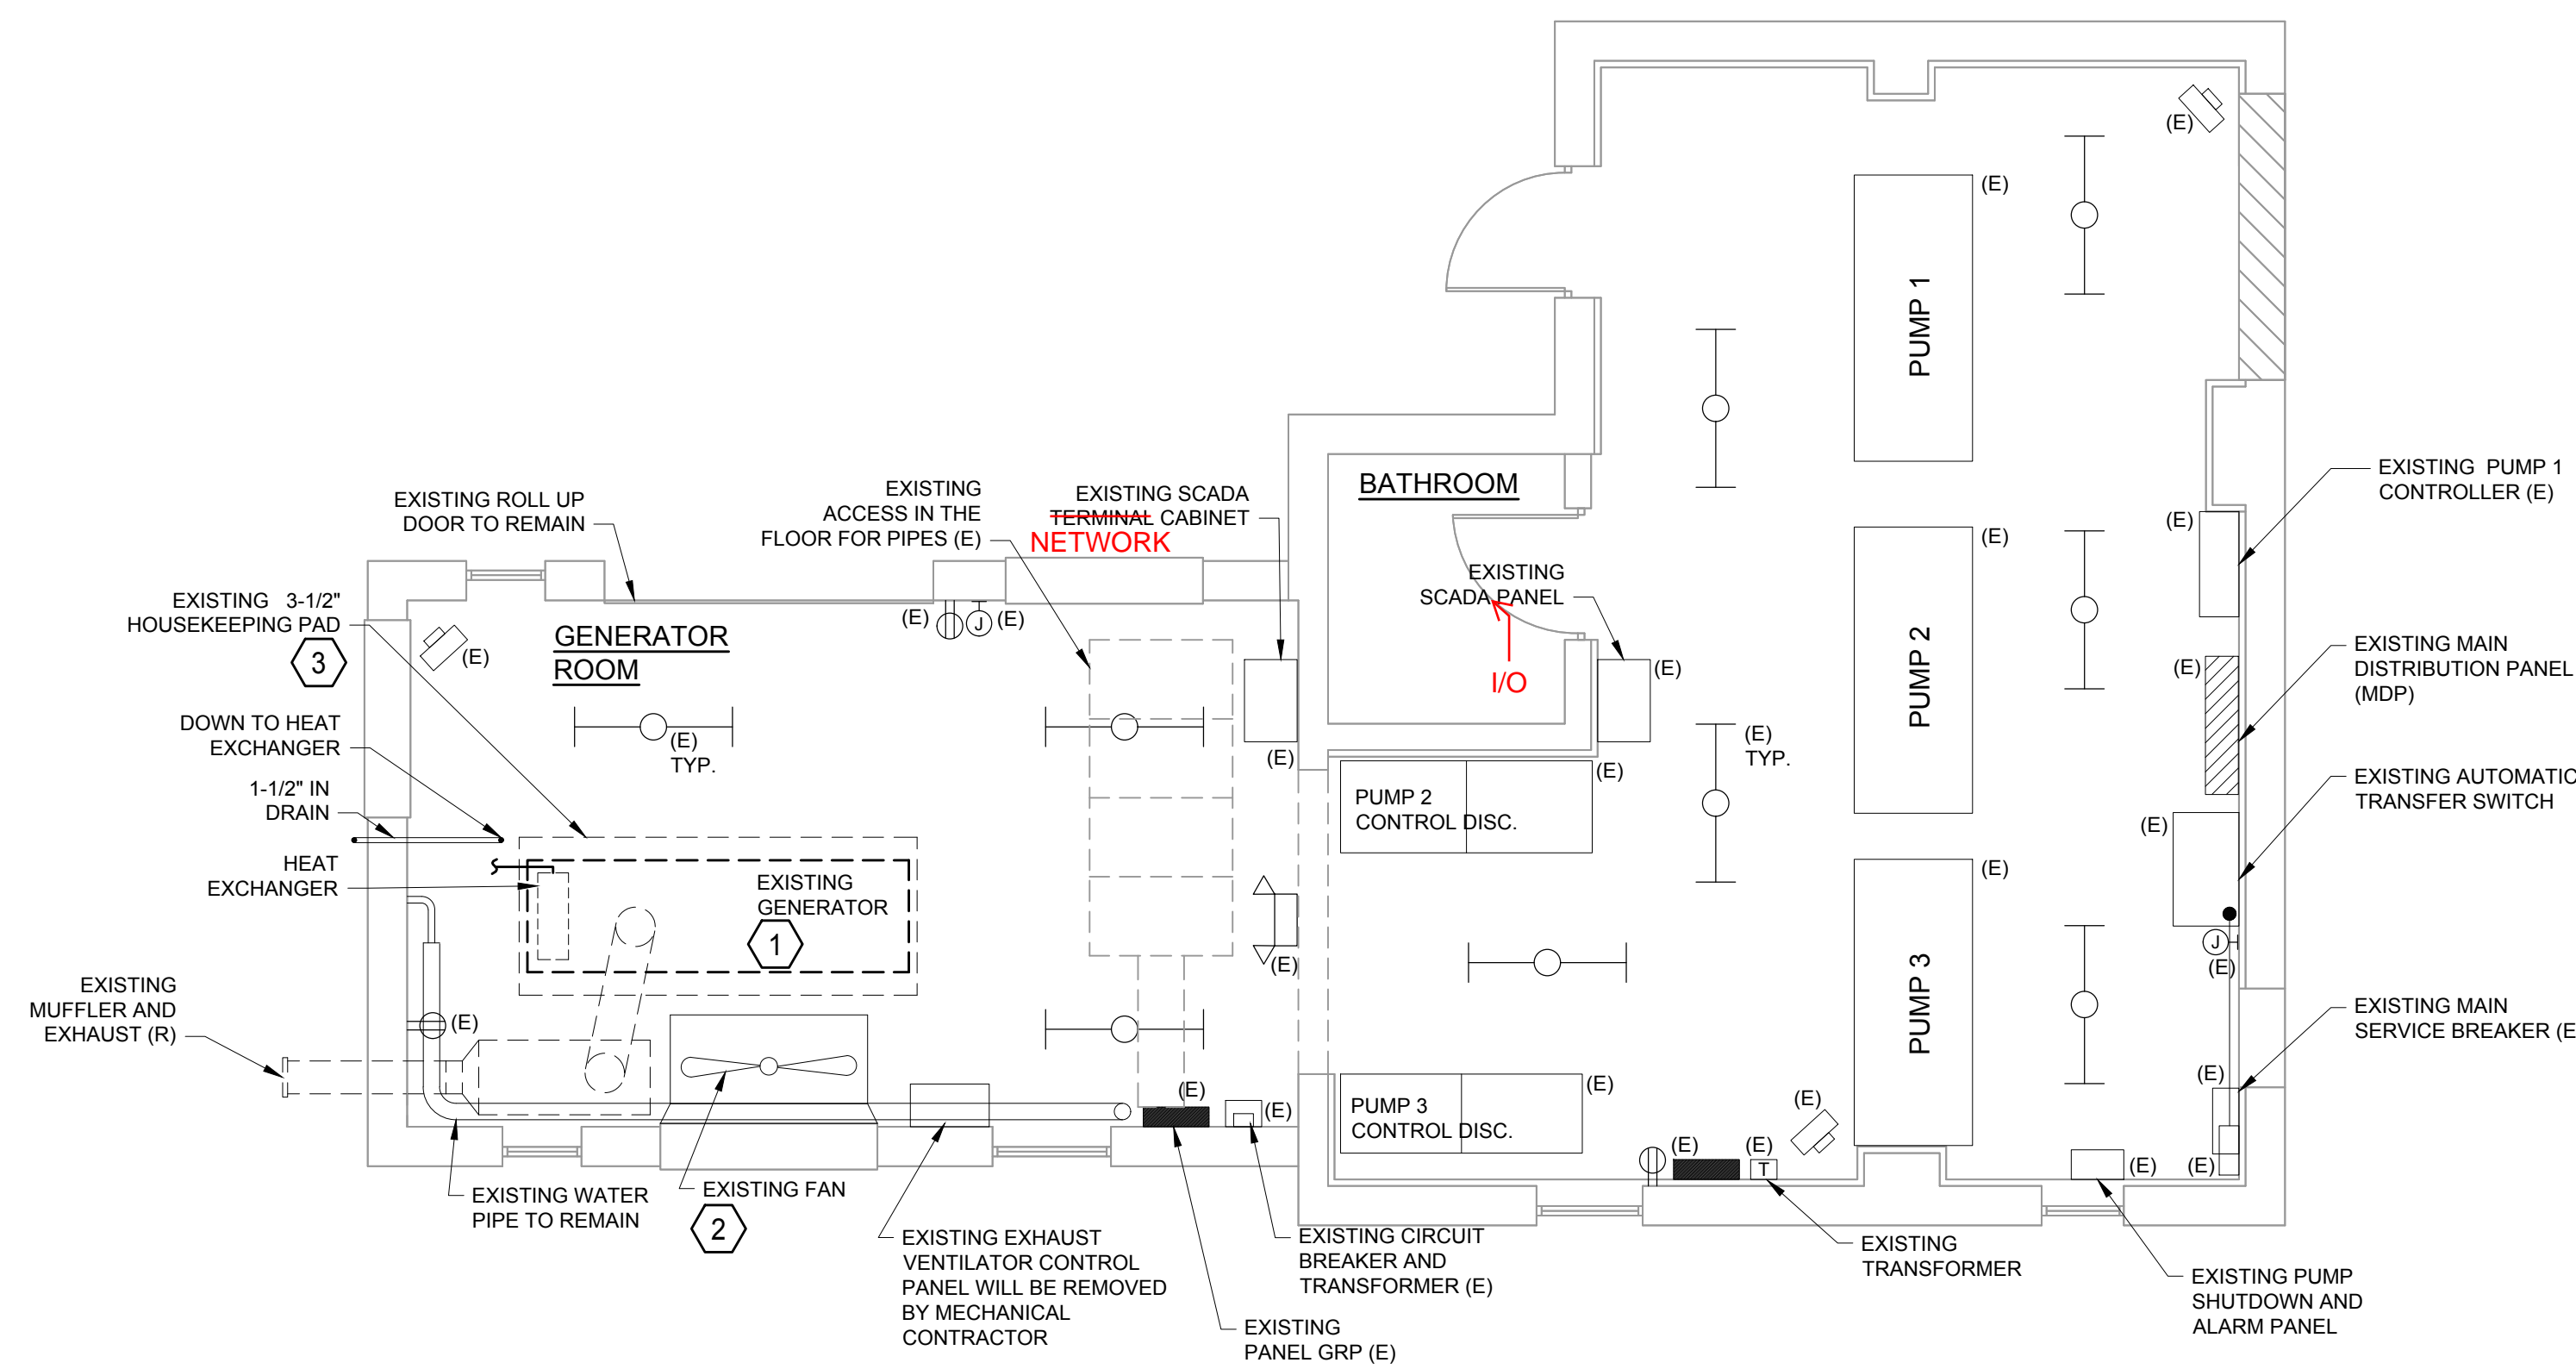 (E)
(E)
PUMP 1
EXISTING ROLL UP
DOOR TO REMAIN
EXISTING
ACCESS IN THE
FLOOR FOR PIPES (E)
EXISTING SCADA
TERMINAL CABINET
NETWORK
BATHROOM
EXISTING PUMP 1
CONTROLLER (E)
(E)
(E)
EXISTING
SCADA PANEL
I/O
(E)
EXISTING 3-1/2"
HOUSEKEEPING PAD
3
(E)
GENERATOR
ROOM
(E)
J
(E)
PUMP 2
(E)
EXISTING MAIN
DISTRIBUTION PANEL
(MDP)
DOWN TO HEAT
EXCHANGER
(E)
TYP.
(E)
(E)
TYP.
1-1/2" IN
DRAIN
(E)
PUMP 2
CONTROL DISC.
EXISTING AUTOMATIC
TRANSFER SWITCH
(E)
HEAT
EXCHANGER
EXISTING
GENERATOR
1
(E)
(E)
PUMP 3
J
(E)
EXISTING
MUFFLER AND
EXHAUST (R)
(E)
EXISTING MAIN
SERVICE BREAKER (E
(E)
(E)
(E)
PUMP 3
CONTROL DISC.
(E)
(E)
(E)
(E)
T
(E)
(E)
EXISTING WATER
PIPE TO REMAIN
EXISTING FAN
2
EXISTING EXHAUST
VENTILATOR CONTROL
PANEL WILL BE REMOVED
BY MECHANICAL
CONTRACTOR
EXISTING CIRCUIT
BREAKER AND
TRANSFORMER (E)
EXISTING
PANEL GRP (E)
EXISTING
TRANSFORMER
EXISTING PUMP
SHUTDOWN AND
ALARM PANEL